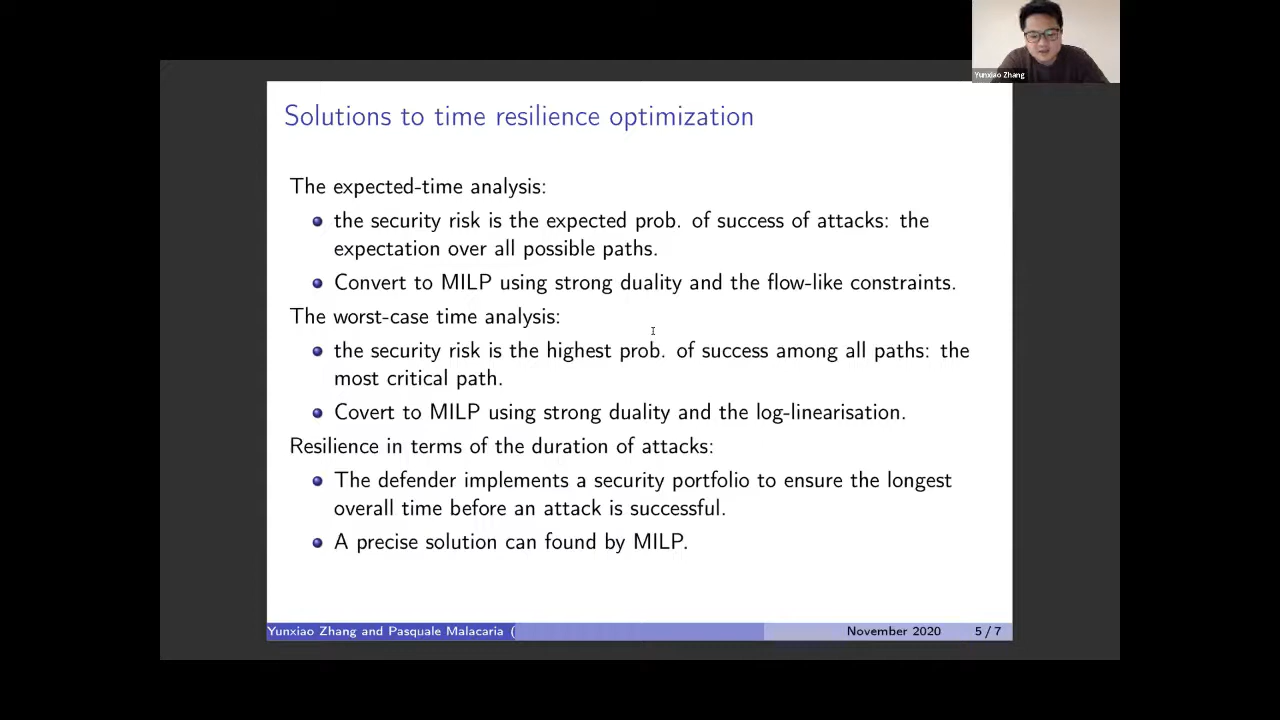 Yunxiao Zhang
Solutions to time resilience optimization
The expected-time analysis:
the security risk is the expected prob. of success of attacks: the
expectation over all possible paths.
Convert to MILP using strong duality and the flow-like constraints.
The worst-case time analysis:
the security risk is the highest prob. of success among all paths: the
most critical path.
Covert to MILP using strong duality and the log-linearisation.
Resilience in terms of the duration of attacks:
The defender implements a security portfolio to ensure the longest
overall time before an attack is successful.
A precise solution can found by MILP.
Yunxiao Zhang and Pasquale Malacaria ( November 2020 5 / 7